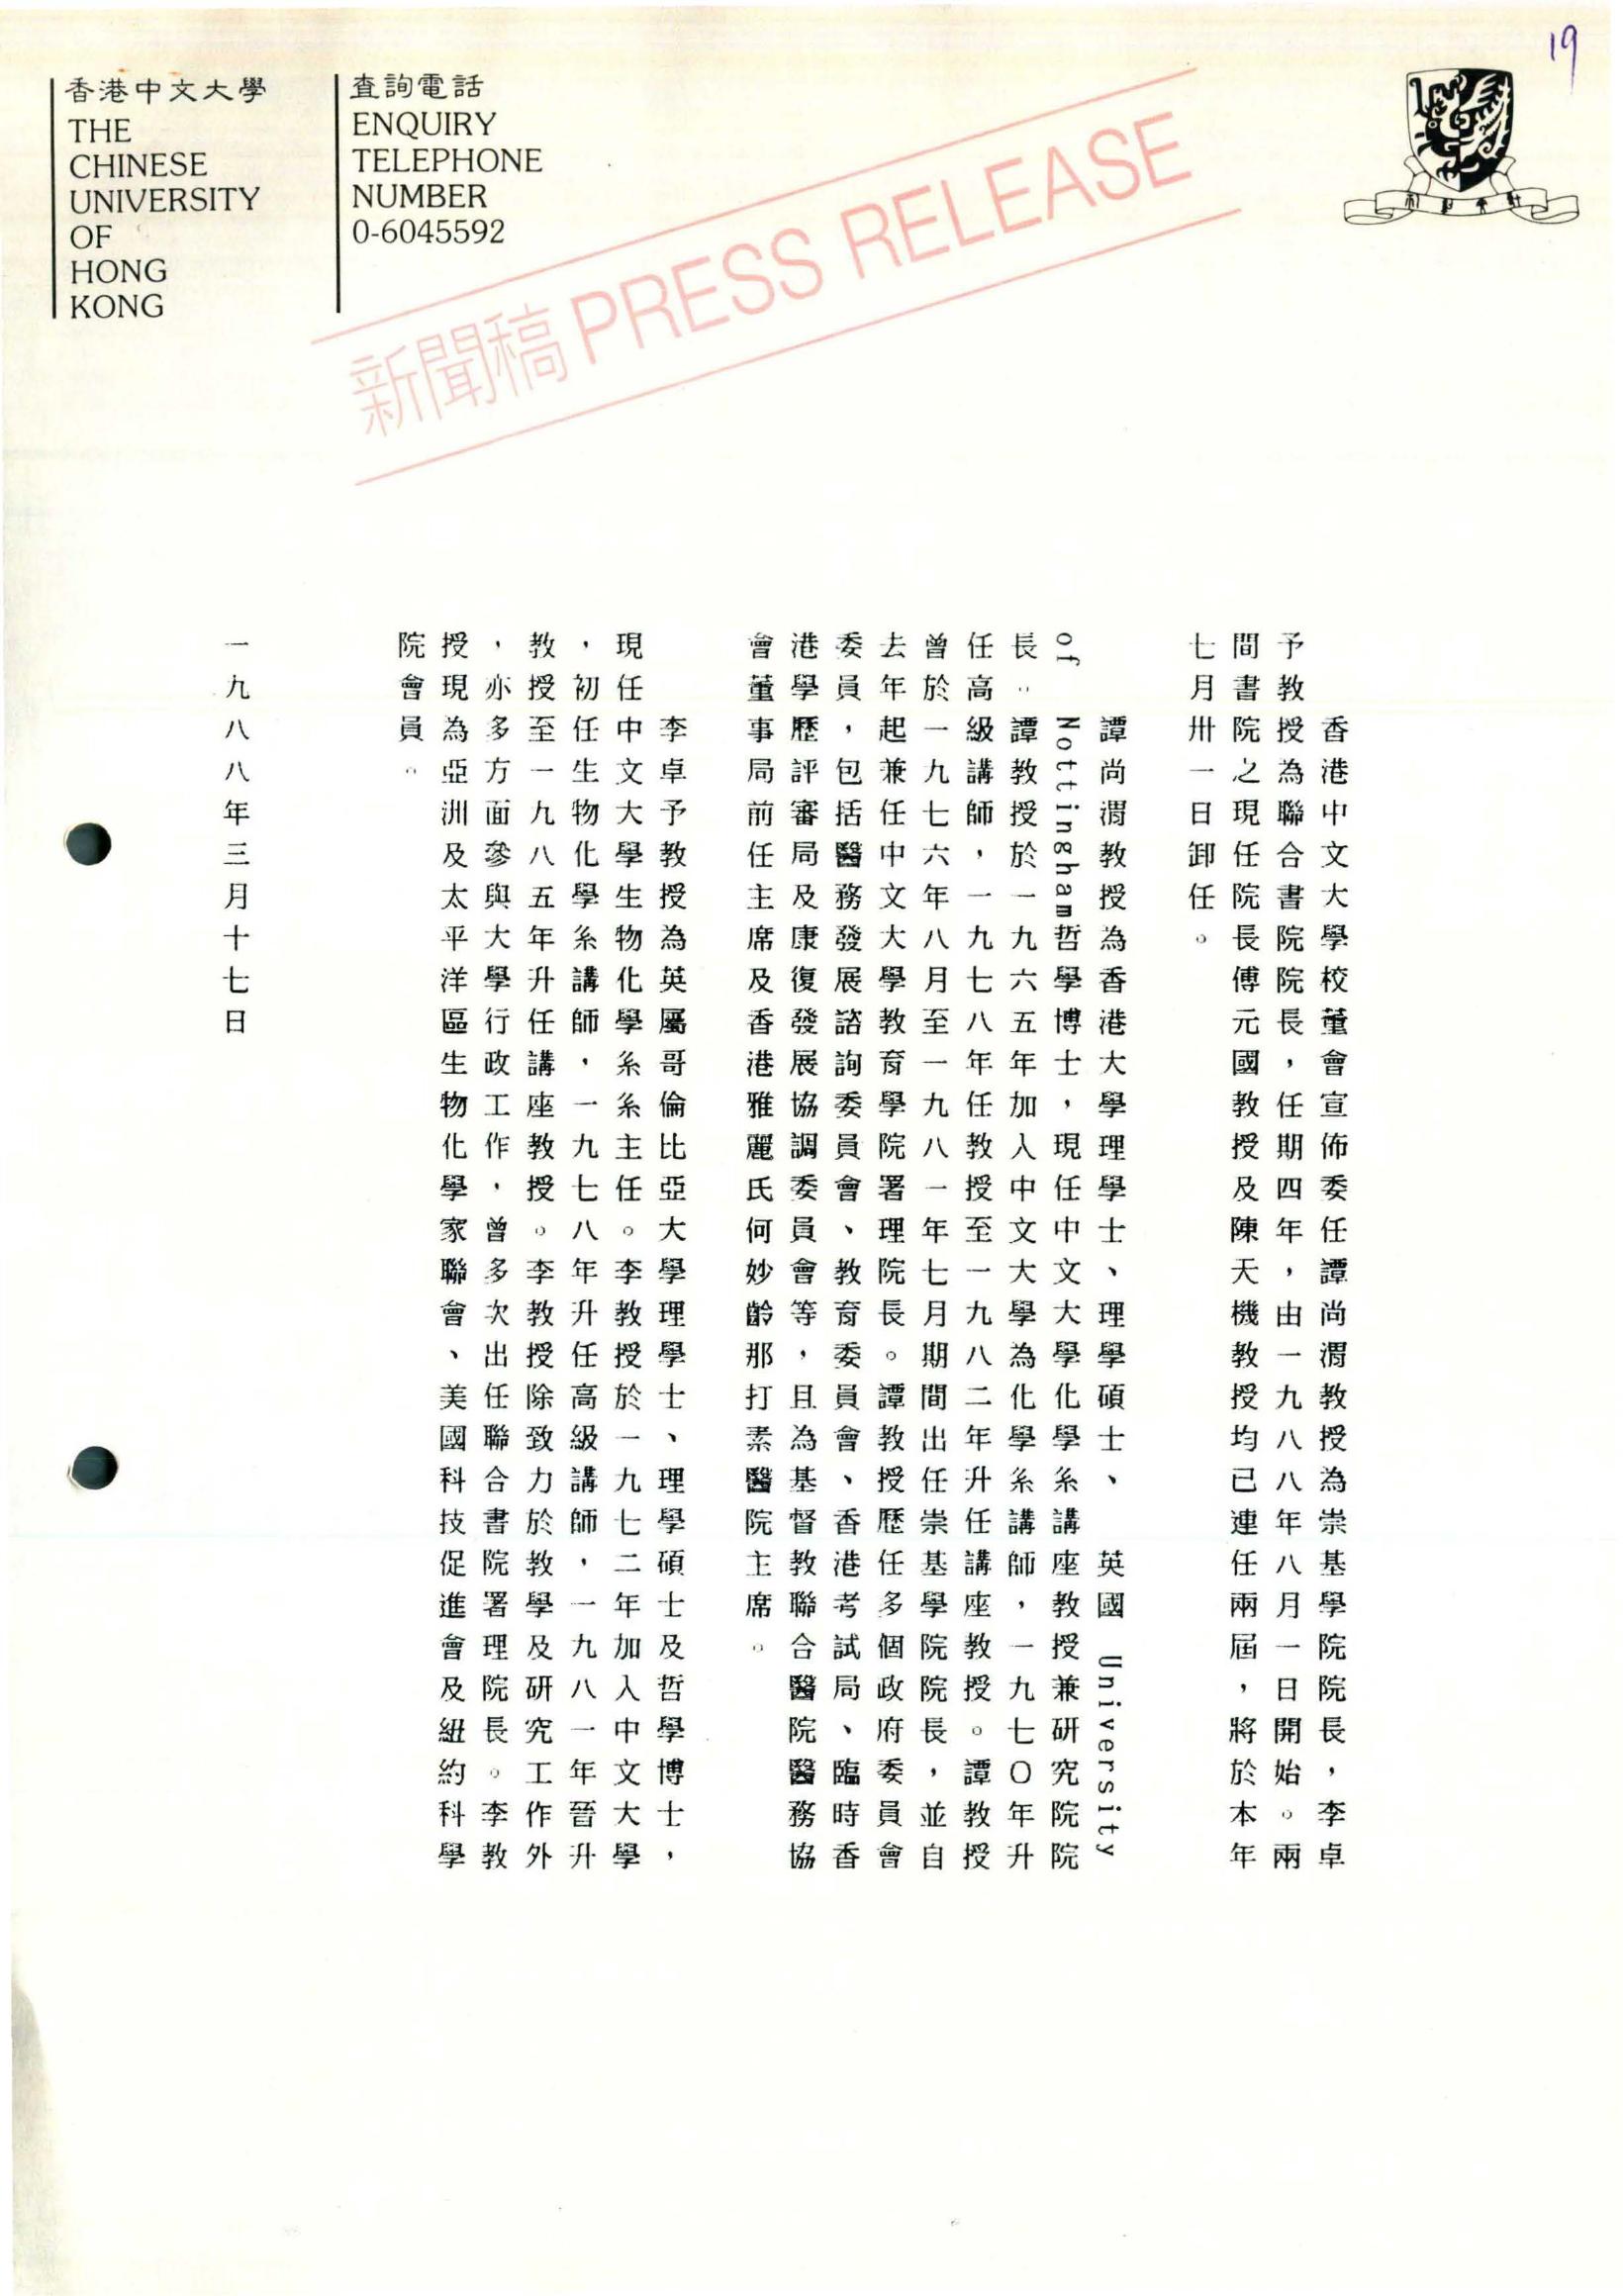 19
香港中文大學
THE
CHINESE
UNIVERSITY
OF
HONG
KONG
查詢電話
ENQUIRY
TELEPHONE
NUMBER
0-6045592
新聞稿 PRESS RELEASE
香港中文大學校董會宣佈委任譚尚渭教授為崇基學院院長，李卓
予教授為聯合書院院長，任期四年，由一九八八年八月一日開始。兩
間書院之現任院長傅元國教授及陳天機教授均已連任兩屆，將於本年
七月卅一日卸任。
譚尚渭教授為香港大學理學士、理學碩士、英國 University
of Nottingham哲學博士，現任中文大學化學系講座教授兼研究院院
長。譚教授於一九六五年加入中文大學為化學系講師，一九七〇年升
任高級講師，一九七八年任教授至一九八二年升任講座教授。譚教授
曾於一九七六年八月至一九八一年七月期間出任崇基學院院長，並自
去年起兼任中文大學教育學院署理院長。譚教授歷任多個政府委員會
委員，包括醫務發展諮詢委員會、教育委員會、香港考試局、臨時香
港學歷評審局及康復發展協調委員會等，且為基督教聯合醫院醫務協
會董事局前任主席及香港雅麗氏何妙齡那打素醫院主席。
李卓予教授為英屬哥倫比亞大學理學士、理學碩士及哲學博士，
現任中文大學生物化學系系主任。李教授於一九七二年加入中文大學
，初任生物化學系講師，一九七八年升任高級講師，一九八一年晉升
教授至一九八五年升任講座教授。李教授除致力於教學及研究工作外
，亦多方面參與大學行政工作，曾多次出任聯合書院署理院長。李教
授現為亞洲及太平洋區生物化學家聯會、美國科技促進會及紐約科學
院會員。
一九八八年三月十七日